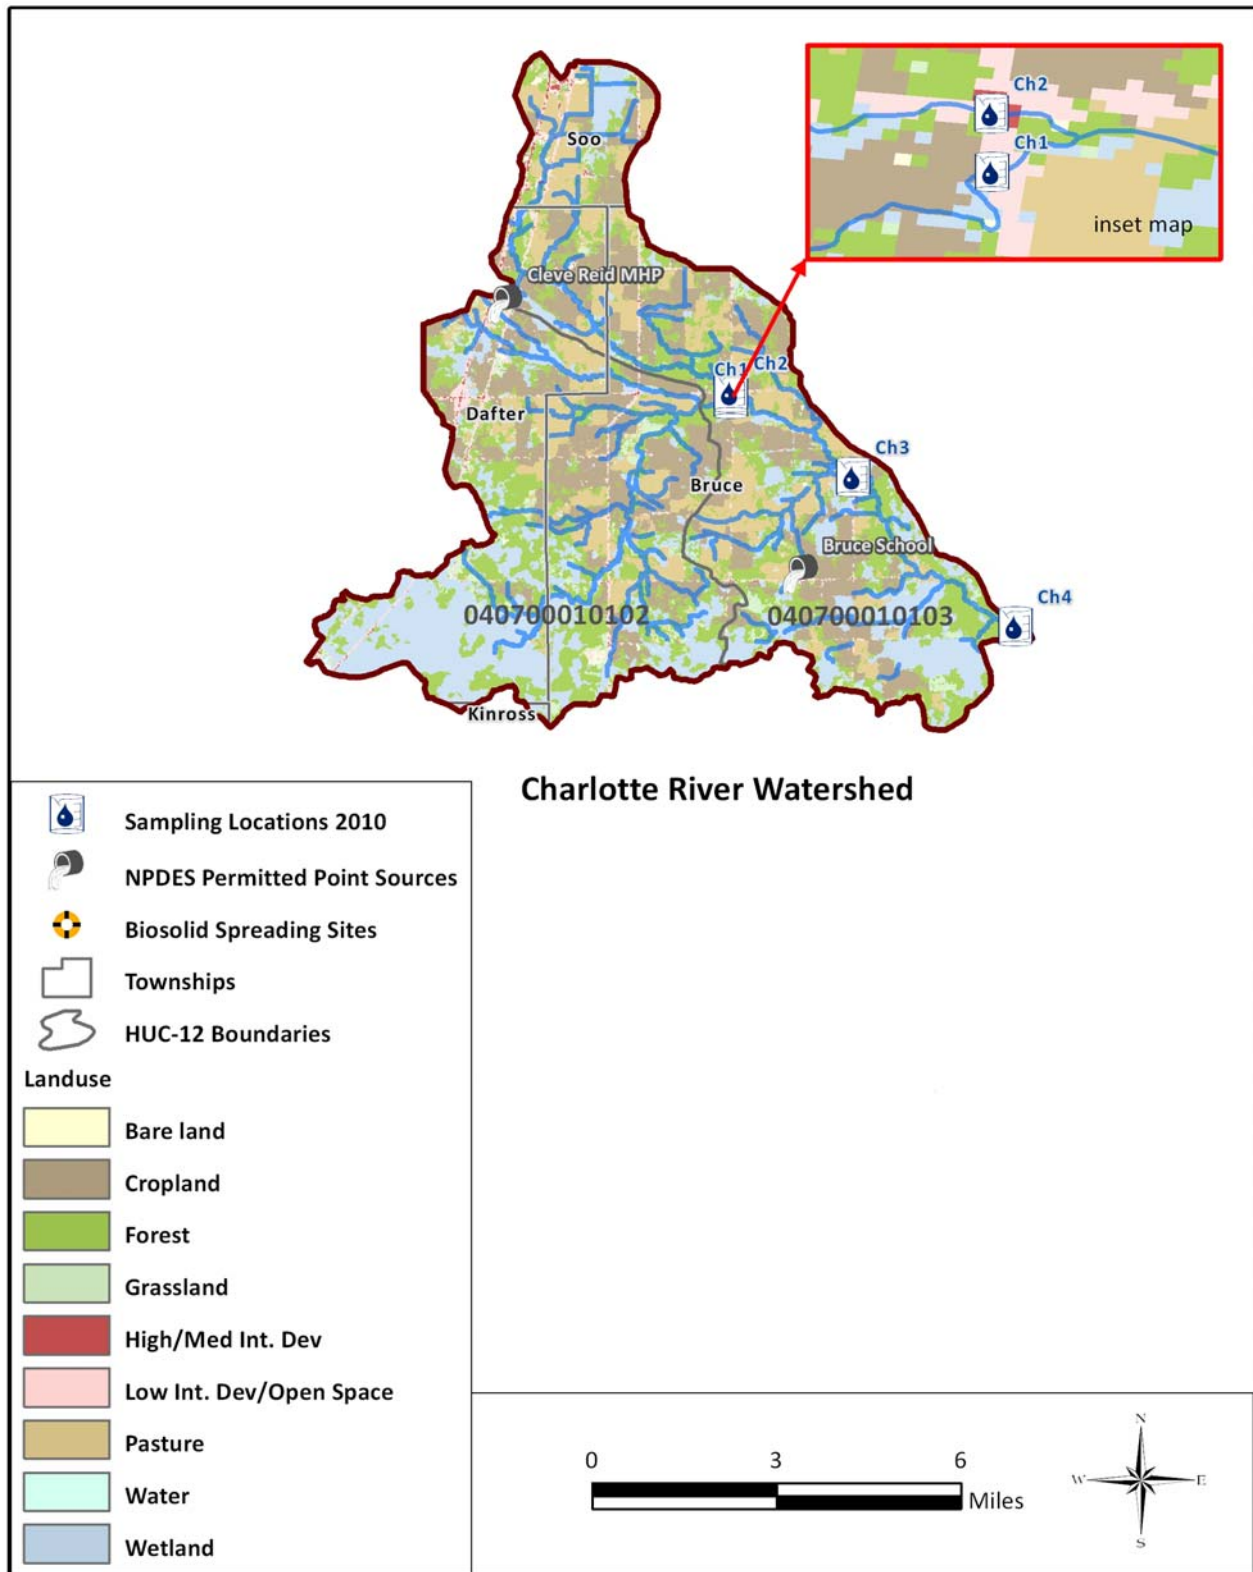 Ch2
Ch1
inset map
Soo
Cleve Reid MHP
Ch1 Ch2
Dafter
Ch3
Bruce
Bruce School
Ch4
040700010102
040700010103
Kinross
Charlotte River Watershed
Sampling Locations 2010
NPDES Permitted Point Sources
Biosolid Spreading Sites
Townships
HUC-12 Boundaries
Landuse
Bare land
Cropland
Forest
Grassland
High/Med Int. Dev
Low Int. Dev/Open Space
Pasture
Water
Wetland
0 3 6
Miles
N
W E
S